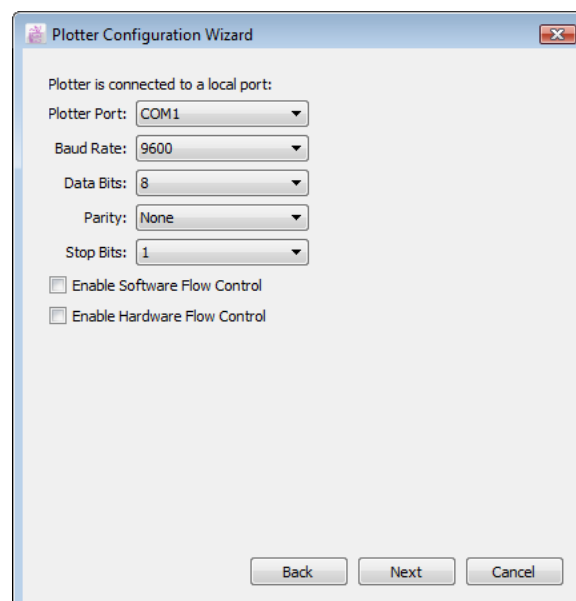 Plotter Configuration Wizard
Plotter is connected to a local port:
Plotter Port: COM1
Baud Rate: 9600
Data Bits: 8
Parity: None
Stop Bits: 1
Enable Software Flow Control
Enable Hardware Flow Control
Back Next Cancel